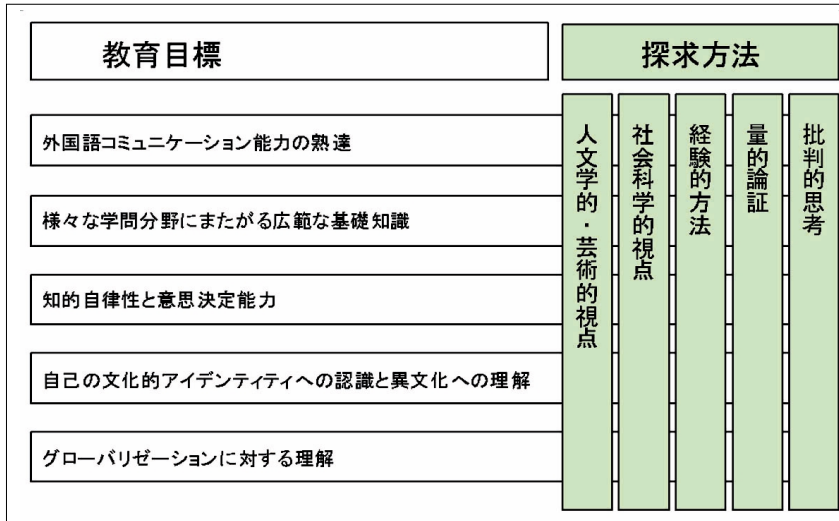 教育目標
探求方法
外国語コミュニケーション能力の熟達
様々な学問分野にまたがる広範な基礎知識
知的自律性と意思決定能力
自己の文化的アイデンティティへの認識と異文化への理解
グローバリゼーションに対する理解
人文学的・芸術的視点
社会科学的視点
経験的方法
量的論証
批判的思考